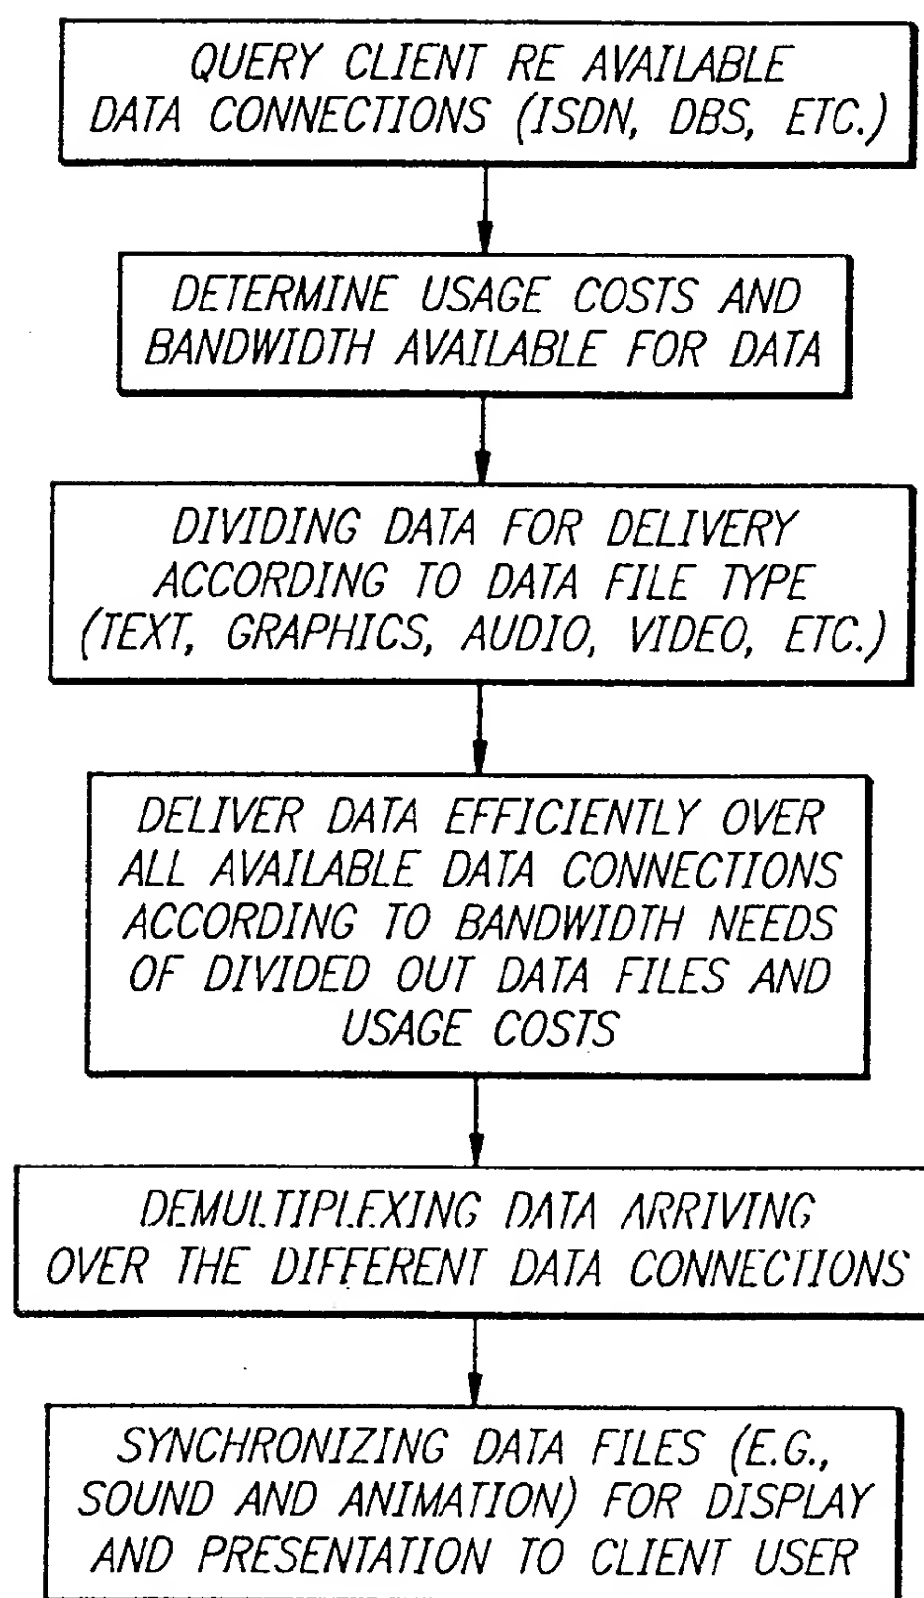 QUERY CLIENT RE AVAILABLE
DATA CONNECTIONS (ISDN, DBS, ETC.)
DETERMINE USAGE COSTS AND
BANDWIDTH AVAILABLE FOR DATA
DIVIDING DATA FOR DELIVERY
ACCORDING TO DATA FILE TYPE
(TEXT, GRAPHICS, AUDIO, VIDEO, ETC.)
DELIVER DATA EFFICIENTLY OVER
ALL AVAILABLE DATA CONNECTIONS
ACCORDING TO BANDWIDTH NEEDS
OF DIVIDED OUT DATA FILES AND
USAGE COSTS
DEMULTIPLEXING DATA ARRIVING
OVER THE DIFFERENT DATA CONNECTIONS
SYNCHRONIZING DATA FILES (E.G.,
SOUND AND ANIMATION) FOR DISPLAY
AND PRESENTATION TO CLIENT USER